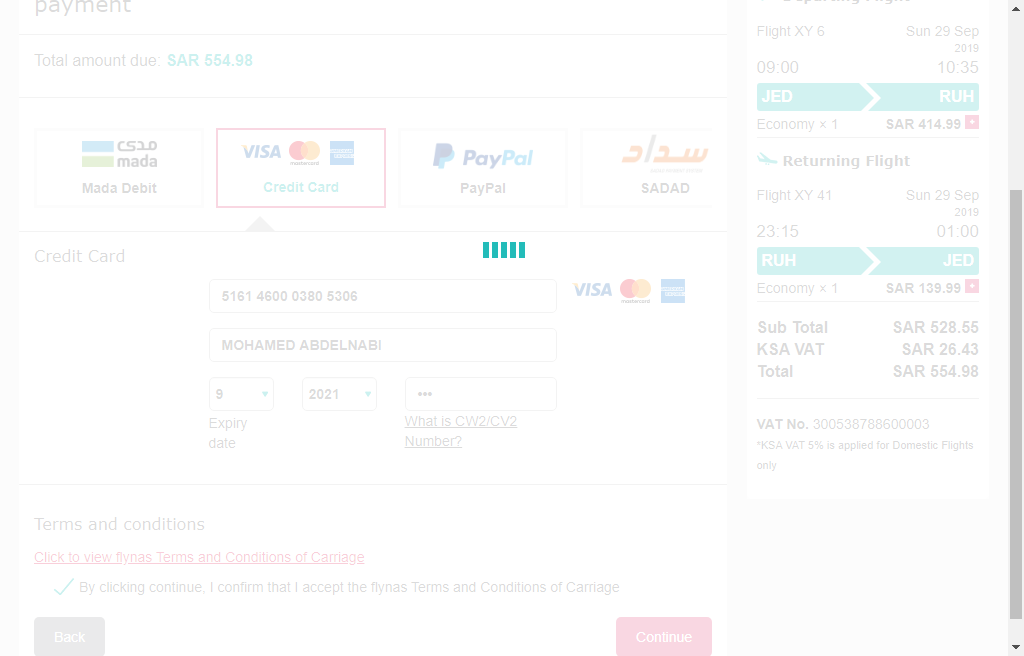 payment
Total amount due: SAR 554.98
مدى
mada
Mada Debit
VISA
mastercard
Credit Card
PayPal
PayPal
سداد
SADAD
Credit Card
5161 4600 0380 5306
VISA
mastercard
MOHAMED ABDELNABI
9
2021
•••
Expiry
date
What is CW2/CV2
Number?
Terms and conditions
Click to view flynas Terms and Conditions of Carriage
By clicking continue, I confirm that I accept the flynas Terms and Conditions of Carriage
Back
Continue
Departing Flight
Flight XY 6 Sun 29 Sep
2019
09:00 10:35
JED RUH
Economy × 1 SAR 414.99 +
Returning Flight
Flight XY 41 Sun 29 Sep
2019
23:15 01:00
RUH JED
Economy × 1 SAR 139.99 +
Sub Total SAR 528.55
KSA VAT SAR 26.43
Total SAR 554.98
VAT No. 300538788600003
*KSA VAT 5% is applied for Domestic Flights
only